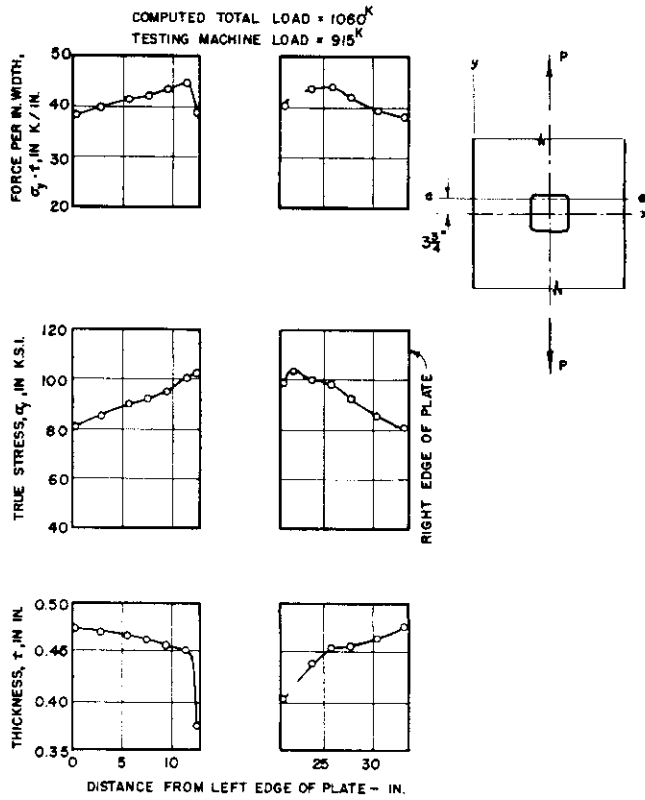 COMPUTED TOTAL LOAD = 1060K
TESTING MACHINE LOAD = 915K
FORCE PER IN. WIDTH,
σy · t, IN K/IN.
50
40
30
20
y
P
a
a
x
3 3/4"
P
TRUE STRESS, σy, IN K.S.I.
120
100
80
60
40
RIGHT EDGE OF PLATE
THICKNESS, t, IN IN.
0.50
0.45
0.40
0.35
0 5 10 25 30
DISTANCE FROM LEFT EDGE OF PLATE – IN.